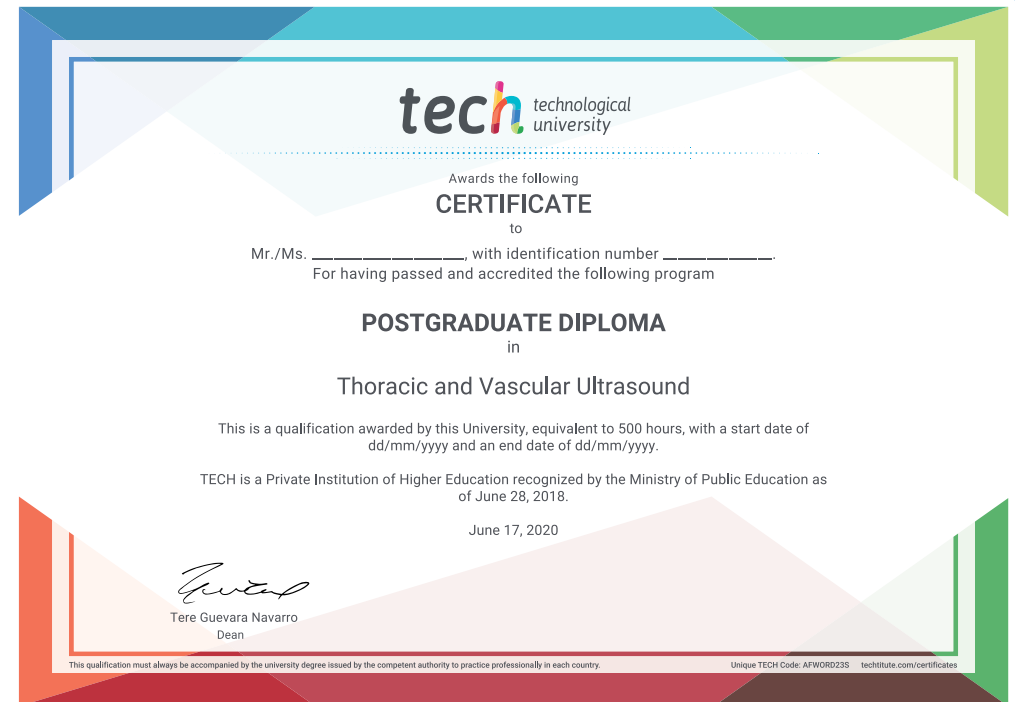 tech technological
university
Awards the following
CERTIFICATE
to
Mr./Ms. ____________________, with identification number ______________.
For having passed and accredited the following program
POSTGRADUATE DIPLOMA
in
Thoracic and Vascular Ultrasound
This is a qualification awarded by this University, equivalent to 500 hours, with a start date of
dd/mm/yyyy and an end date of dd/mm/yyyy.
TECH is a Private Institution of Higher Education recognized by the Ministry of Public Education as
of June 28, 2018.
June 17, 2020
Tere Guevara Navarro
Dean
This qualification must always be accompanied by the university degree issued by the competent authority to practice professionally in each country.
Unique TECH Code: AFWORD23S techtitute.com/certificates